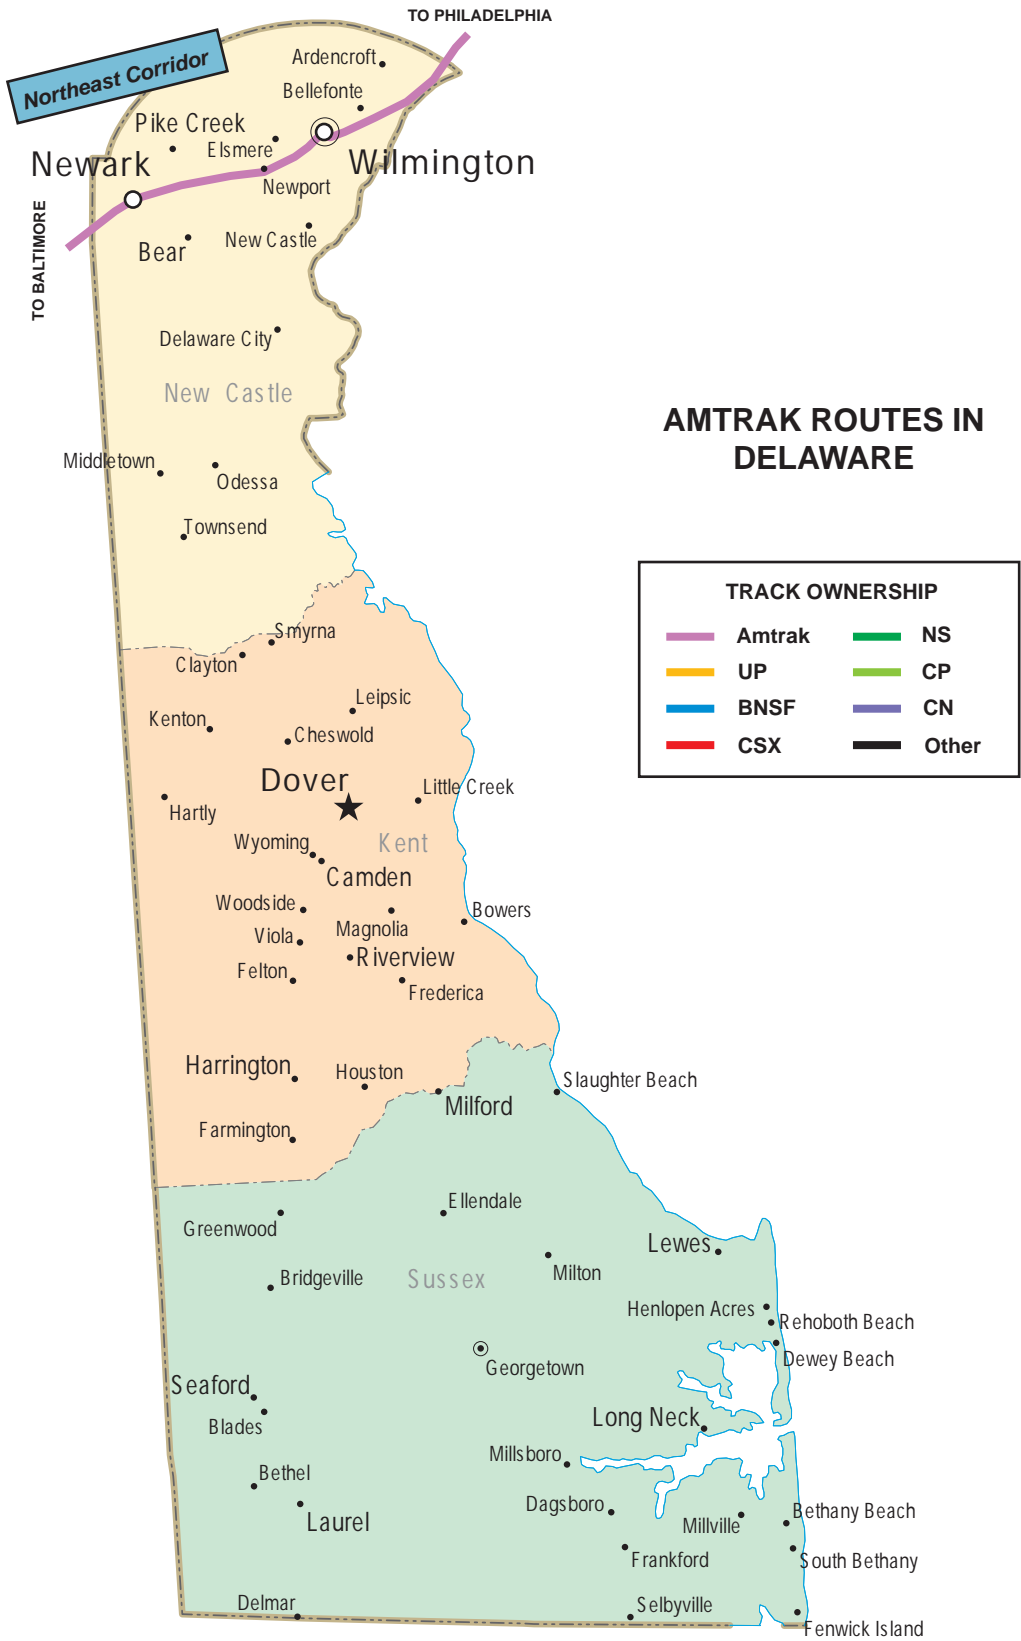 TO PHILADELPHIA
Northeast Corridor
Ardencroft
Bellefonte
Pike Creek
Elsmere
Newark
Wilmington
Newport
TO BALTIMORE
New Castle
Bear
Delaware City
New Castle
AMTRAK ROUTES IN
DELAWARE
Middletown
Odessa
Townsend
TRACK OWNERSHIP
Amtrak
NS
UP
CP
BNSF
CN
CSX
Other
Smyrna
Clayton
Leipsic
Kenton
Cheswold
Dover
Little Creek
Hartly
Wyoming
Kent
Camden
Woodside
Bowers
Magnolia
Viola
Riverview
Felton
Frederica
Harrington
Houston
Slaughter Beach
Milford
Farmington
Ellendale
Greenwood
Lewes
Milton
Bridgeville
Sussex
Henlopen Acres
Rehoboth Beach
Dewey Beach
Georgetown
Seaford
Long Neck
Blades
Millsboro
Bethel
Dagsboro
Bethany Beach
Laurel
Millville
Frankford
South Bethany
Delmar
Selbyville
Fenwick Island